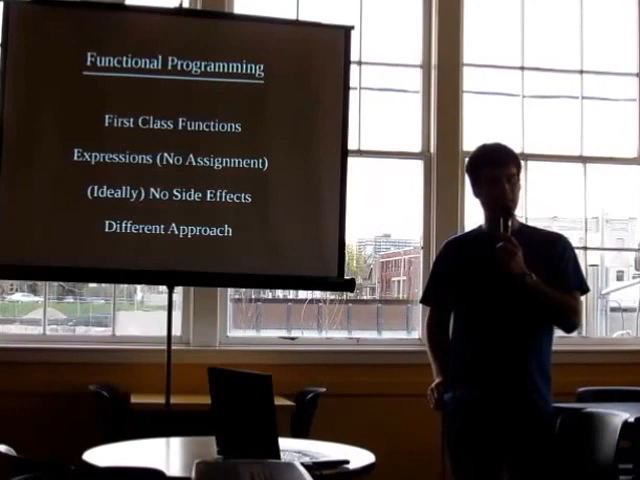 Functional Programming
First Class Functions
Expressions (No Assignment)
(Ideally) No Side Effects
Different Approach